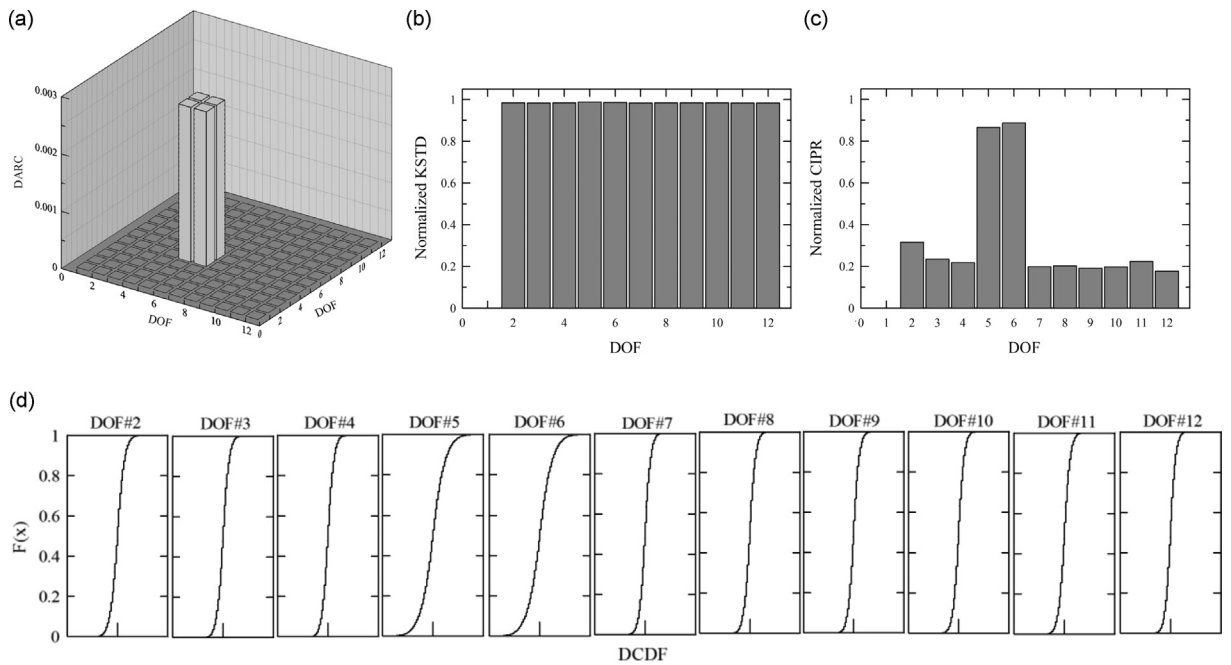 (a)
0.003
0.002
0.001
0
DARC
0
2
4
6
8
10
12
DOF
0
2
4
6
8
10
12
DOF
(b)
1
0.8
0.6
0.4
0.2
0
Normalized KSTD
0 2 4 6 8 10 12
DOF
(c)
1
0.8
0.6
0.4
0.2
0
Normalized CIPR
0 1 2 3 4 5 6 7 8 9 10 11 12
DOF
(d)
DOF#2 DOF#3 DOF#4 DOF#5 DOF#6 DOF#7 DOF#8 DOF#9 DOF#10 DOF#11 DOF#12
1
0.8
0.6
0.4
0.2
0
F(x)
DCDF